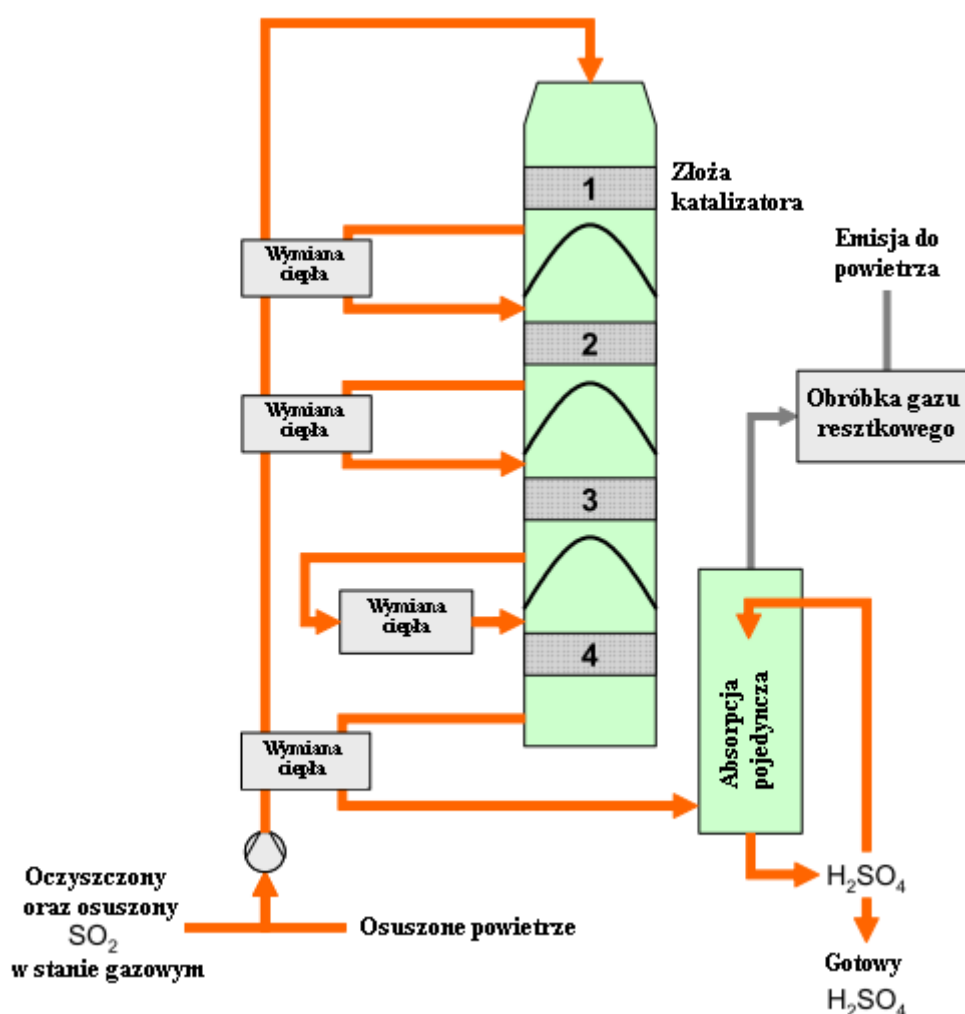 1
Złoża
katalizatora
Wymiana
ciepła
Emisja do
powietrza
2
Wymiana
ciepła
Obróbka gazu
resztkowego
3
Wymiana
ciepła
4
Absorpcja
pojedyncza
Wymiana
ciepła
Oczyszczony
oraz osuszony
SO₂
w stanie gazowym
Osuszone powietrze
H₂SO₄
Gotowy
H₂SO₄